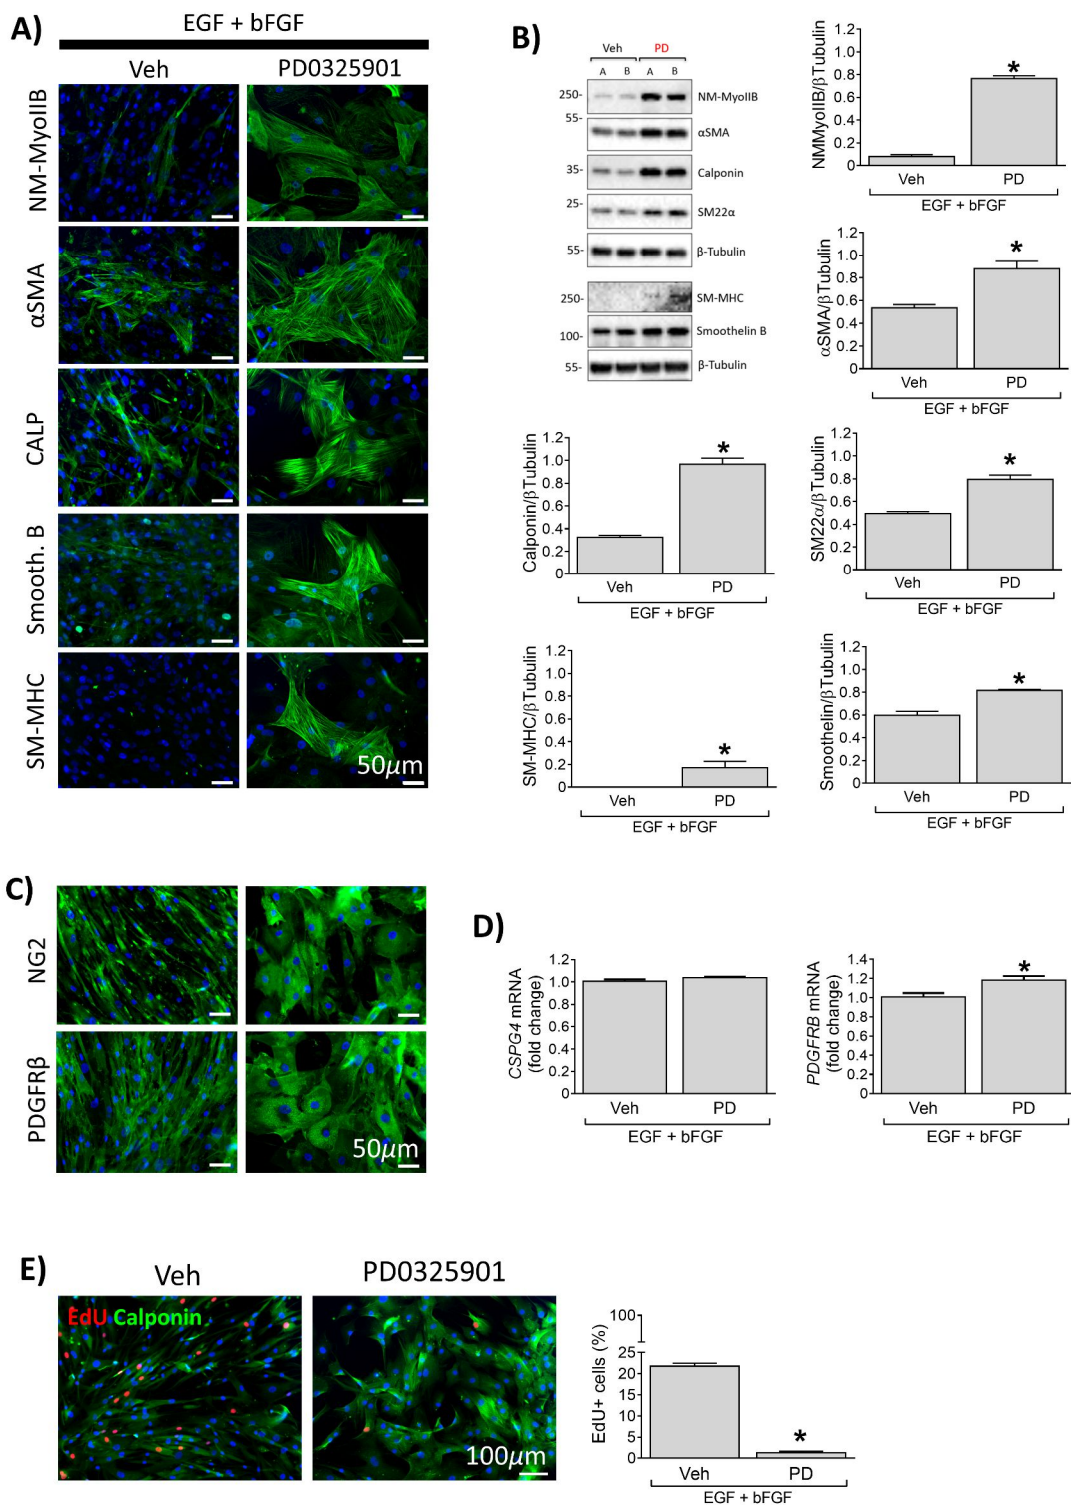 A)
EGF + bFGF
Veh
PD0325901
NM-MyoIIB
αSMA
CALP
Smooth. B
SM-MHC
50μm
B)
Veh
PD
A
B
A
B
250-
NM-MyoIIB
55-
αSMA
35-
Calponin
25-
SM22α
55-
β-Tubulin
250-
SM-MHC
100-
Smoothelin B
55-
β-Tubulin
NMMyoIIB/βTubulin
1.2
1.0
0.8
0.6
0.4
0.2
0
*
Veh
PD
EGF + bFGF
αSMA/βTubulin
1.2
1.0
0.8
0.6
0.4
0.2
0
*
Veh
PD
EGF + bFGF
Calponin/βTubulin
1.2
1.0
0.8
0.6
0.4
0.2
0
*
Veh
PD
EGF + bFGF
SM22α/βTubulin
1.2
1.0
0.8
0.6
0.4
0.2
0
*
Veh
PD
EGF + bFGF
SM-MHC/βTubulin
1.2
1.0
0.8
0.6
0.4
0.2
0
*
Veh
PD
EGF + bFGF
Smoothelin/βTubulin
1.2
1.0
0.8
0.6
0.4
0.2
0
*
Veh
PD
EGF + bFGF
C)
NG2
PDGFRβ
50μm
D)
CSPG4 mRNA
(fold change)
1.2
1.0
0.8
0.6
0.4
0.2
0
Veh
PD
EGF + bFGF
PDGFRB mRNA
(fold change)
1.4
1.2
1.0
0.8
0.6
0.4
0.2
0
*
Veh
PD
EGF + bFGF
E)
Veh
PD0325901
EdU Calponin
100μm
EdU+ cells (%)
100
25
20
15
10
5
0
*
Veh
PD
EGF + bFGF